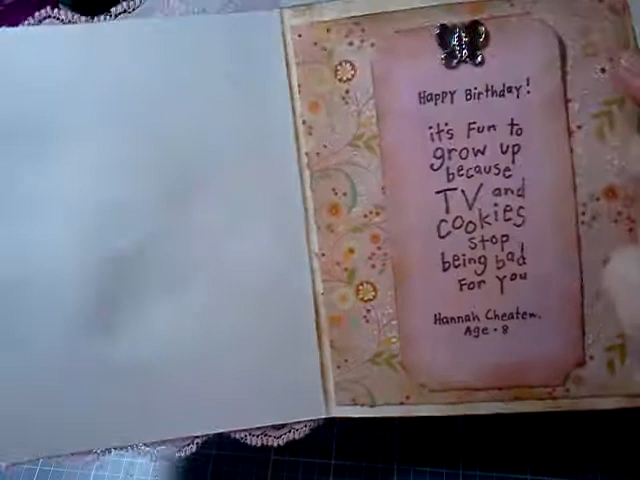 Happy Birthday!
it's Fun to
grow up
because
TV and
COOKiES
stop
being bad
For You
Hannah Cheatem.
Age - 8